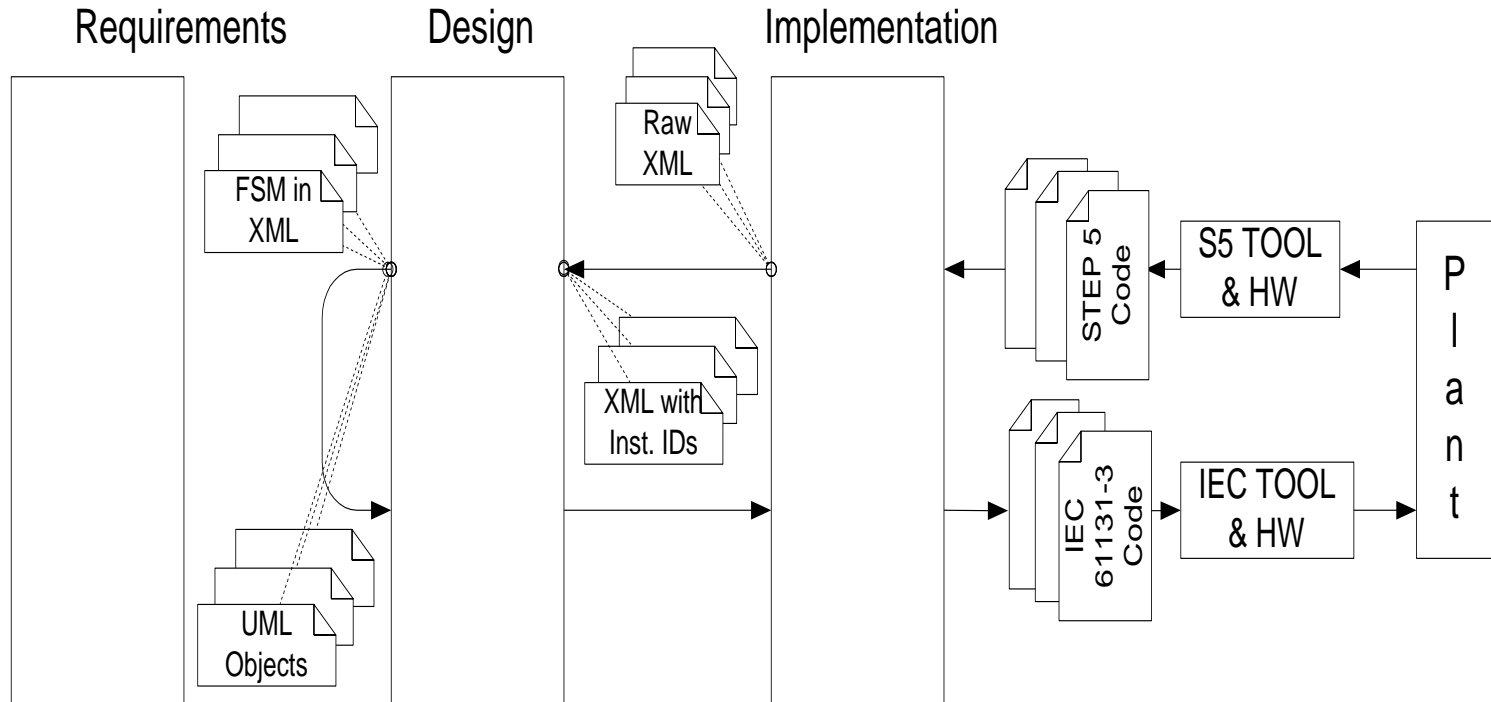 Requirements
Design
Implementation
FSM in
XML
Raw
XML
XML with
Inst. IDs
UML
Objects
STEP 5
Code
S5 TOOL
& HW
IEC
61131-3
Code
IEC TOOL
& HW
Plant